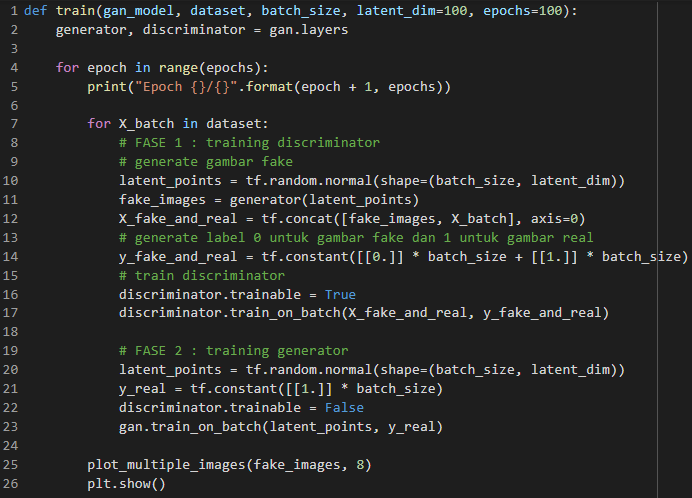 1 def train(gan_model, dataset, batch_size, latent_dim=100, epochs=100):
2     generator, discriminator = gan.layers
3
4     for epoch in range(epochs):
5         print("Epoch {}/{}".format(epoch + 1, epochs))
6
7         for X_batch in dataset:
8             # FASE 1 : training discriminator
9             # generate gambar fake
10             latent_points = tf.random.normal(shape=(batch_size, latent_dim))
11             fake_images = generator(latent_points)
12             X_fake_and_real = tf.concat([fake_images, X_batch], axis=0)
13             # generate label 0 untuk gambar fake dan 1 untuk gambar real
14             y_fake_and_real = tf.constant([[0.]] * batch_size + [[1.]] * batch_size)
15             # train discriminator
16             discriminator.trainable = True
17             discriminator.train_on_batch(X_fake_and_real, y_fake_and_real)
18
19             # FASE 2 : training generator
20             latent_points = tf.random.normal(shape=(batch_size, latent_dim))
21             y_real = tf.constant([[1.]] * batch_size)
22             discriminator.trainable = False
23             gan.train_on_batch(latent_points, y_real)
24
25         plot_multiple_images(fake_images, 8)
26         plt.show()